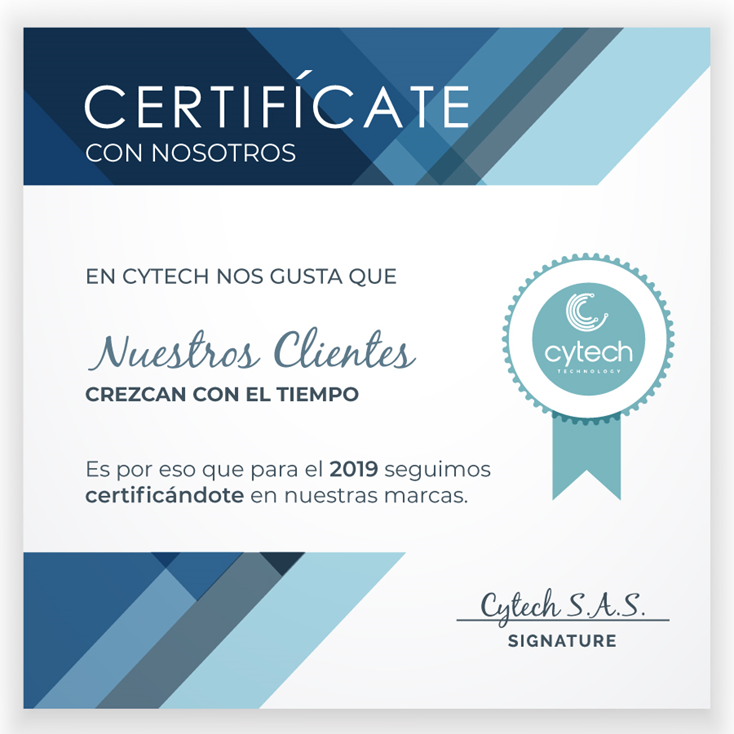 CERTIFÍCATE
CON NOSOTROS
EN CYTECH NOS GUSTA QUE
Nuestros Clientes
CREZCAN CON EL TIEMPO
cytech
TECHNOLOGY
Es por eso que para el 2019 seguimos
certificándote en nuestras marcas.
Cytech S.A.S.
SIGNATURE